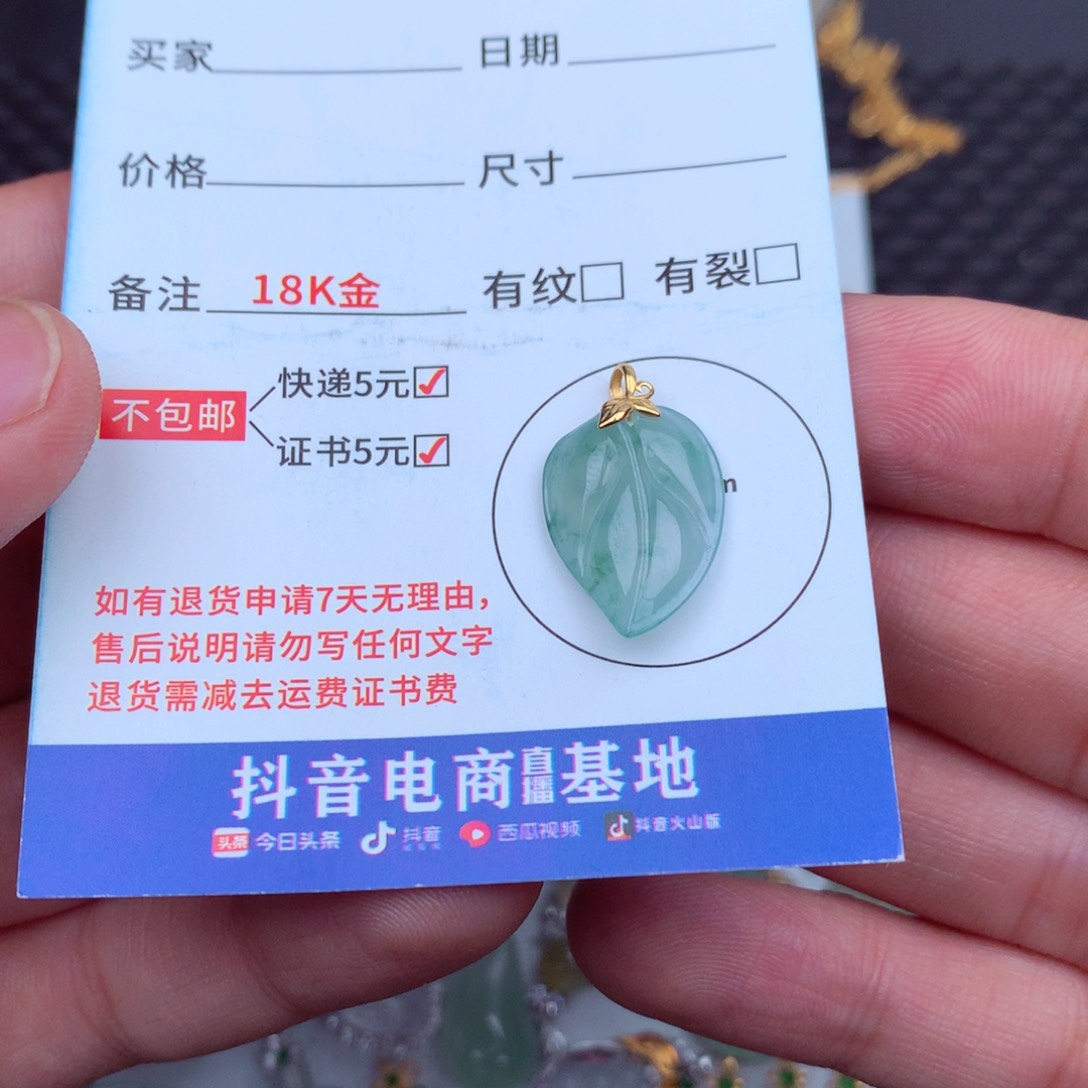 买家 日期
价格 尺寸
备注 18K金 有纹 有裂
快递5元
不包邮
证书5元
如有退货申请7天无理由，
售后说明请勿写任何文字
退货需减去运费证书费
抖音电商直播基地
头条 今日头条 抖音 西瓜视频 抖音火山版